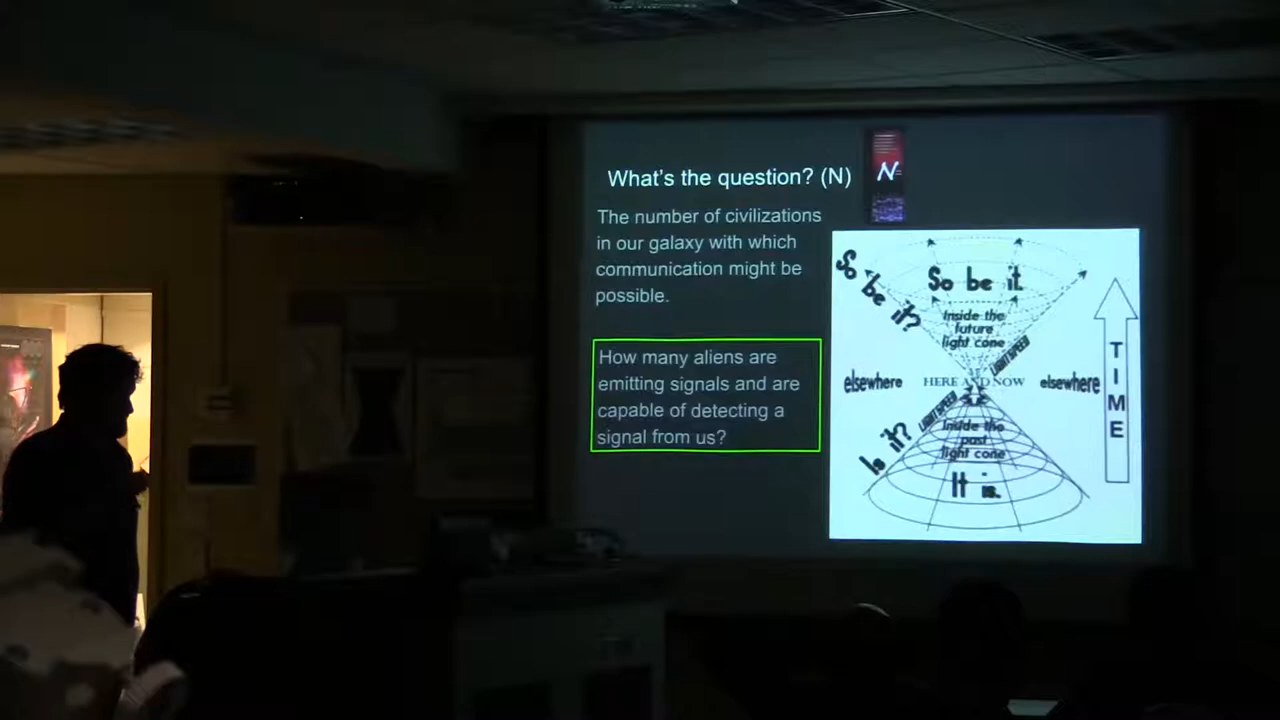 What's the question? (N)
N
The number of civilizations
in our galaxy with which
communication might be
possible.
How many aliens are
emitting signals and are
capable of detecting a
signal from us?
So be it?
So be it.
Inside the
future
light cone
LIGHTSPEED
elsewhere
HERE AND NOW
elsewhere
TIME
LIGHTSPEED
Is it?
Inside the
past
light cone
It is.